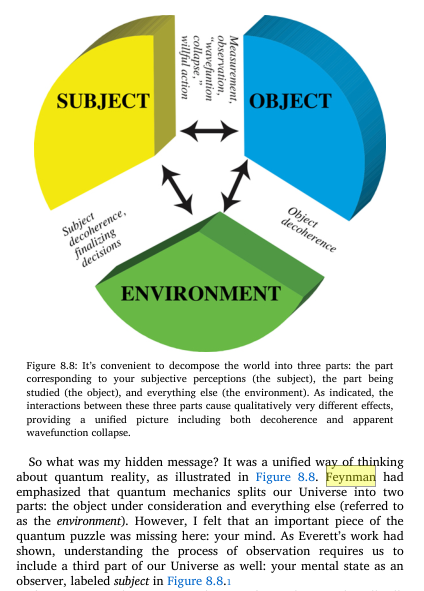 SUBJECT
Measurement,
observation,
“wavefuntion
collapse,”
willful action
OBJECT
Subject
decoherence,
finalizing
decisions
Object
decoherence
ENVIRONMENT
Figure 8.8: It’s convenient to decompose the world into three parts: the part
corresponding to your subjective perceptions (the subject), the part being
studied (the object), and everything else (the environment). As indicated, the
interactions between these three parts cause qualitatively very different effects,
providing a unified picture including both decoherence and apparent
wavefunction collapse.
So what was my hidden message? It was a unified way of thinking
about quantum reality, as illustrated in Figure 8.8. Feynman had
emphasized that quantum mechanics splits our Universe into two
parts: the object under consideration and everything else (referred to
as the environment). However, I felt that an important piece of the
quantum puzzle was missing here: your mind. As Everett’s work had
shown, understanding the process of observation requires us to
include a third part of our Universe as well: your mental state as an
observer, labeled subject in Figure 8.8.1